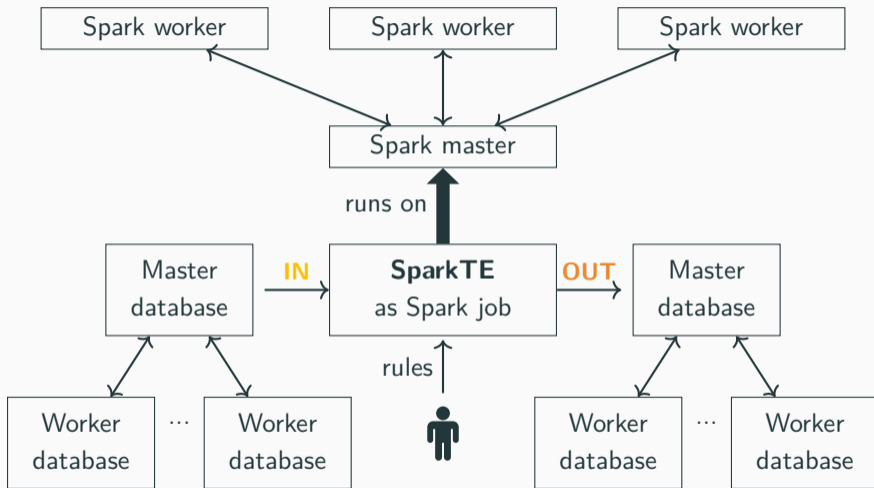 Spark worker
Spark worker
Spark worker
Spark master
runs on
Master
database
IN
SparkTE
as Spark job
OUT
Master
database
rules
Worker
database
...
Worker
database
Worker
database
...
Worker
database